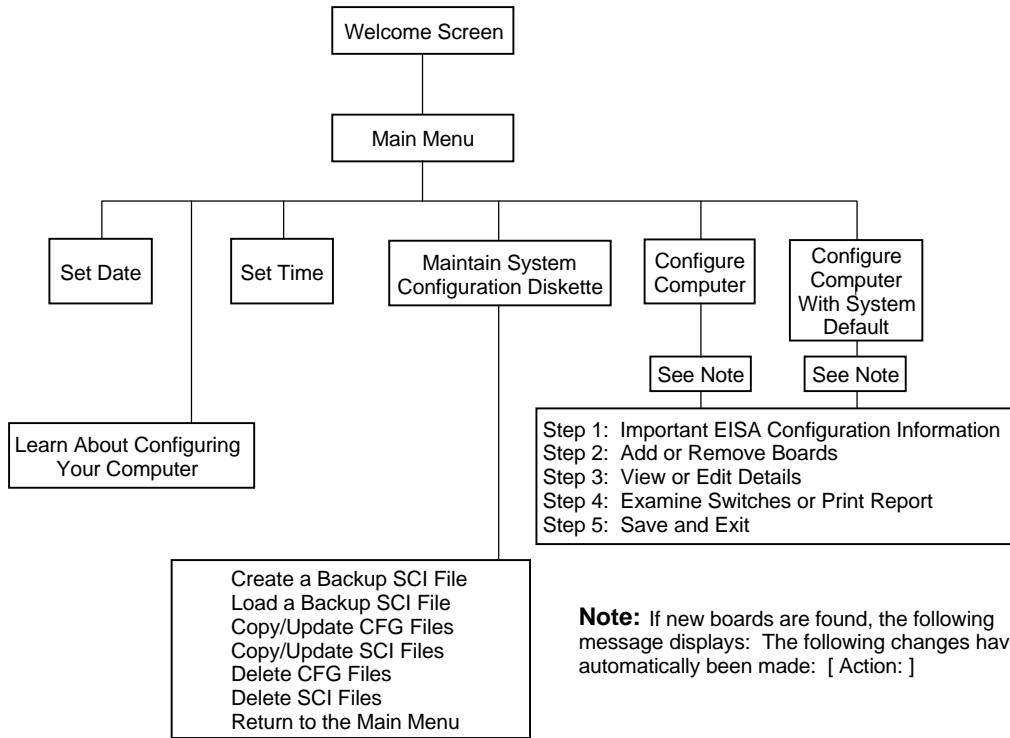 Welcome Screen
Main Menu
Set Date
Set Time
Maintain System
Configuration Diskette
Configure
Computer
Configure
Computer
With System
Default
See Note
See Note
Learn About Configuring
Your Computer
Step 1: Important EISA Configuration Information
Step 2: Add or Remove Boards
Step 3: View or Edit Details
Step 4: Examine Switches or Print Report
Step 5: Save and Exit
Create a Backup SCI File
Load a Backup SCI File
Copy/Update CFG Files
Copy/Update SCI Files
Delete CFG Files
Delete SCI Files
Return to the Main Menu
Note: If new boards are found, the following
message displays: The following changes hav
automatically been made: [ Action: ]